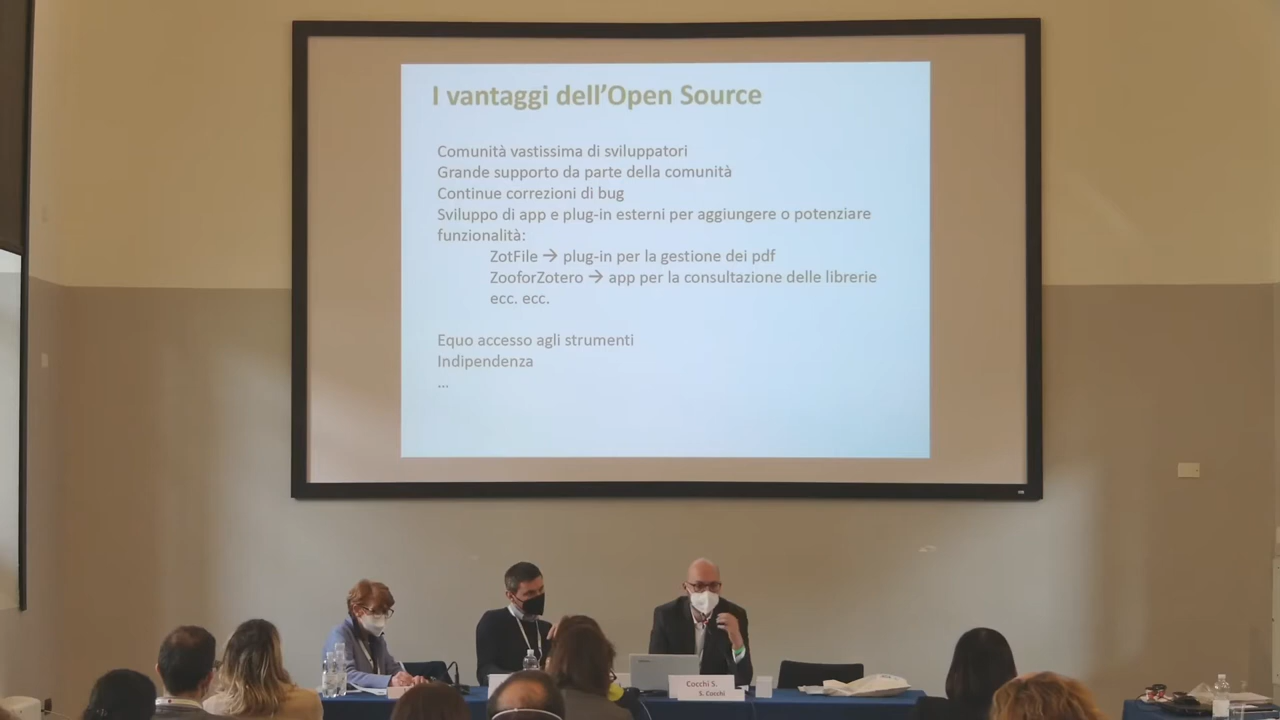 I vantaggi dell'Open Source
Comunità vastissima di sviluppatori
Grande supporto da parte della comunità
Continue correzioni di bug
Sviluppo di app e plug-in esterni per aggiungere o potenziare
funzionalità:
ZotFile → plug-in per la gestione dei pdf
ZooforZotero → app per la consultazione delle librerie
ecc. ecc.
Equo accesso agli strumenti
Indipendenza
...
Cocchi S.
S. Cocchi